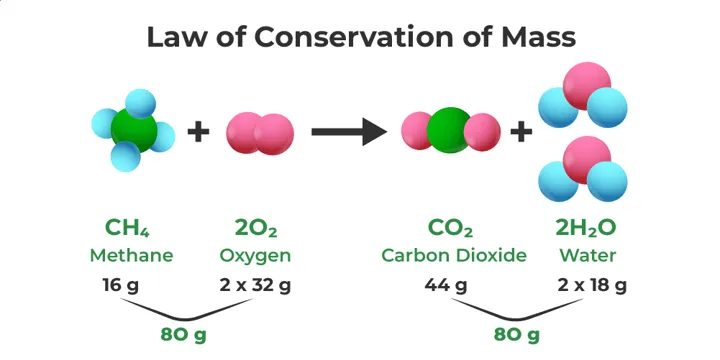 Law of Conservation of Mass
+ → +
CH₄ 2O₂ CO₂ 2H₂O
Methane Oxygen Carbon Dioxide Water
16 g 2 x 32 g 44 g 2 x 18 g
80 g 80 g